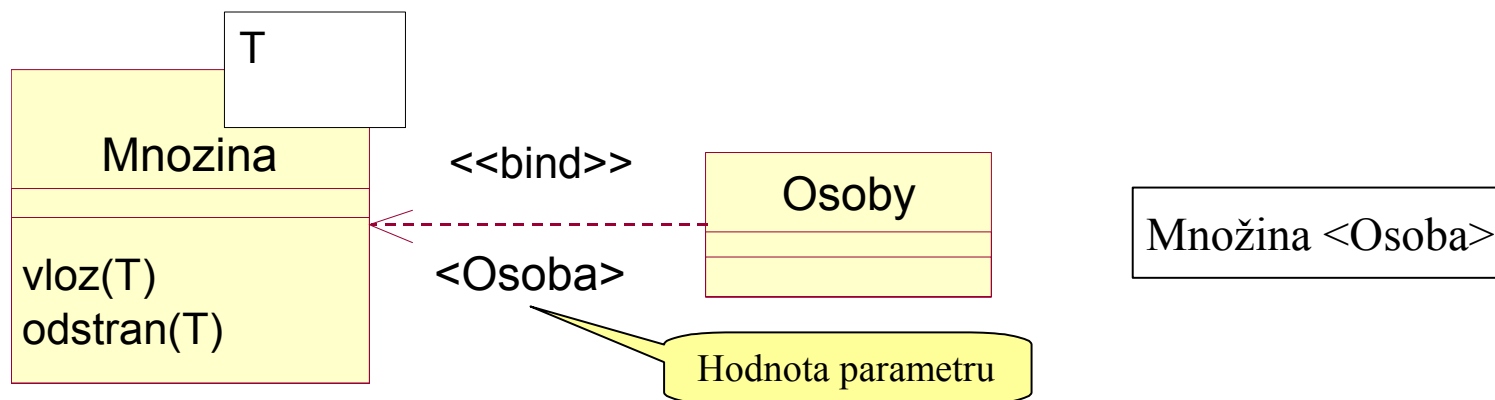 T
Mnozina
vloz(T)
odstran(T)
<<bind>>
<Osoba>
Hodnota parametru
Osoby
Množina <Osoba>